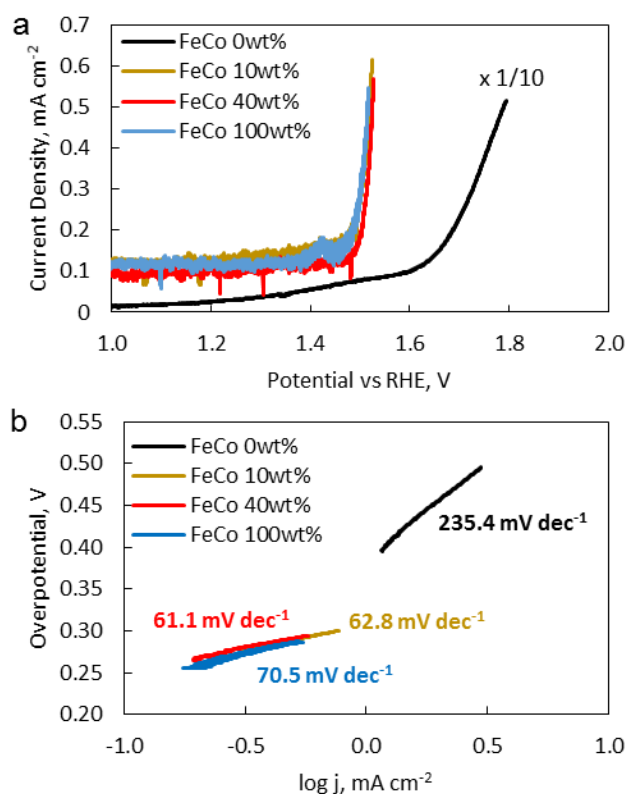 a
FeCo 0wt%
FeCo 10wt%
FeCo 40wt%
FeCo 100wt%
x 1/10
Current Density, mA cm⁻²
0.7
0.6
0.5
0.4
0.3
0.2
0.1
0
1.0 1.2 1.4 1.6 1.8 2.0
Potential vs RHE, V
b
FeCo 0wt%
FeCo 10wt%
FeCo 40wt%
FeCo 100wt%
235.4 mV dec⁻¹
61.1 mV dec⁻¹
62.8 mV dec⁻¹
70.5 mV dec⁻¹
Overpotential, V
0.55
0.50
0.45
0.40
0.35
0.30
0.25
0.20
-1.0 -0.5 0.0 0.5 1.0
log j, mA cm⁻²